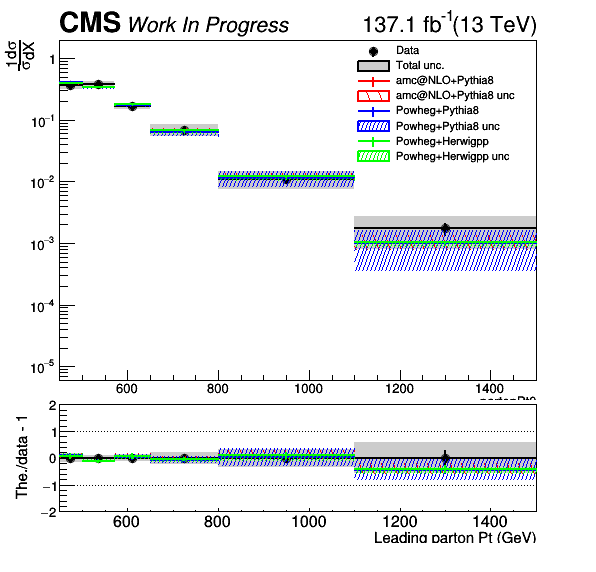 CMS Work In Progress 137.1 fb-1(13 TeV)
1 dσ
σ dX
Data
Total unc.
amc@NLO+Pythia8
amc@NLO+Pythia8 unc
Powheg+Pythia8
Powheg+Pythia8 unc
Powheg+Herwigpp
Powheg+Herwigpp unc
1
10−1
10−2
10−3
10−4
10−5
600 800 1000 1200 1400
The./data - 1
2
1
0
−1
−2
600 800 1000 1200 1400
Leading parton Pt (GeV)